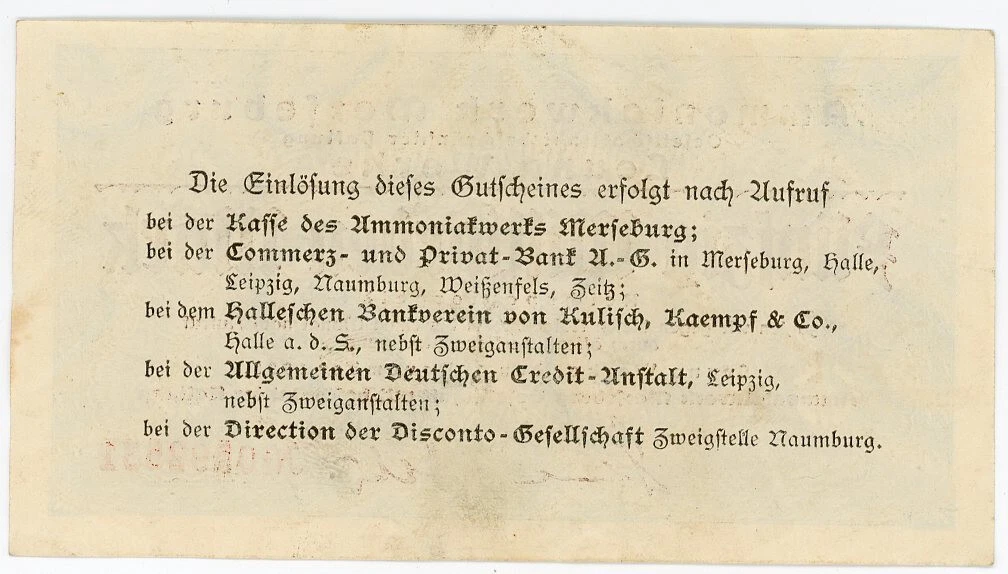 Die Einlösung dieses Gutscheines erfolgt nach Aufruf
bei der Kasse des Ammoniakwerks Merseburg;
bei der Commerz- und Privat-Bank A.-G. in Merseburg, Halle,
Leipzig, Naumburg, Weißenfels, Zeitz;
bei dem Halleschen Bankverein von Kulisch, Kaempf & Co.,
Halle a. d. S., nebst Zweiganstalten;
bei der Allgemeinen Deutschen Credit-Anstalt, Leipzig,
nebst Zweiganstalten;
bei der Direction der Disconto-Gesellschaft Zweigstelle Naumburg.